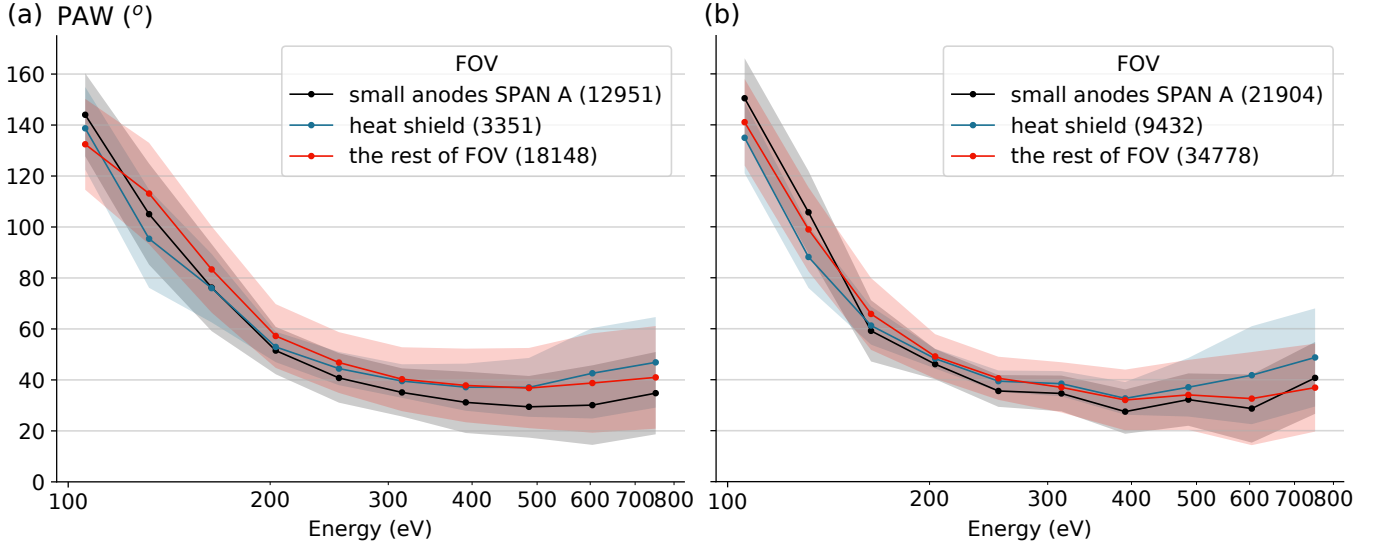 (a) PAW (°)
FOV
small anodes SPAN A (12951)
heat shield (3351)
the rest of FOV (18148)
160
140
120
100
80
60
40
20
0
100 200 300 400 500 600 700 800
Energy (eV)
(b)
FOV
small anodes SPAN A (21904)
heat shield (9432)
the rest of FOV (34778)
100 200 300 400 500 600 700 800
Energy (eV)